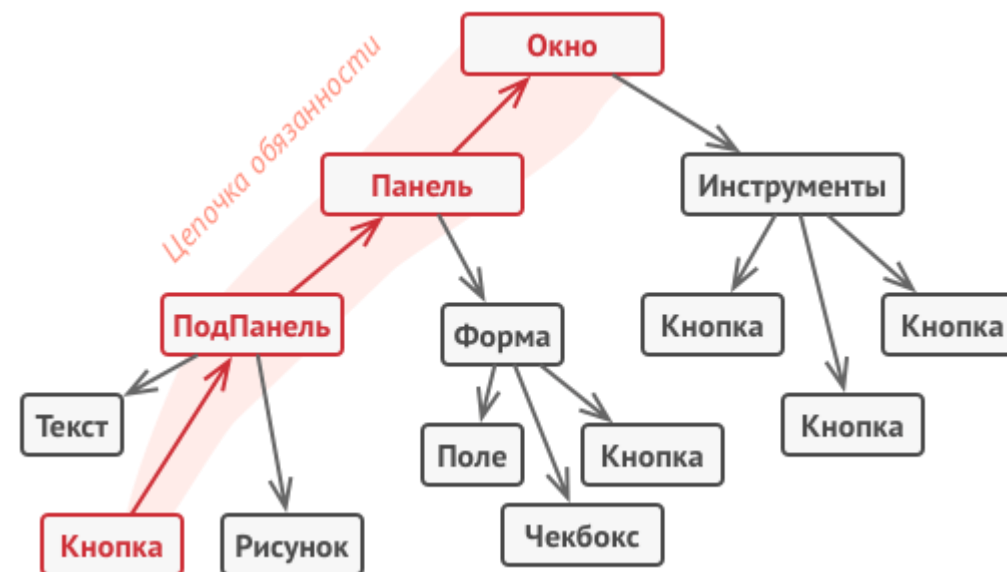 Окно
Цепочка обязанности
Панель
Инструменты
ПодПанель
Форма
Кнопка
Кнопка
Текст
Поле
Кнопка
Кнопка
Кнопка
Рисунок
Чекбокс